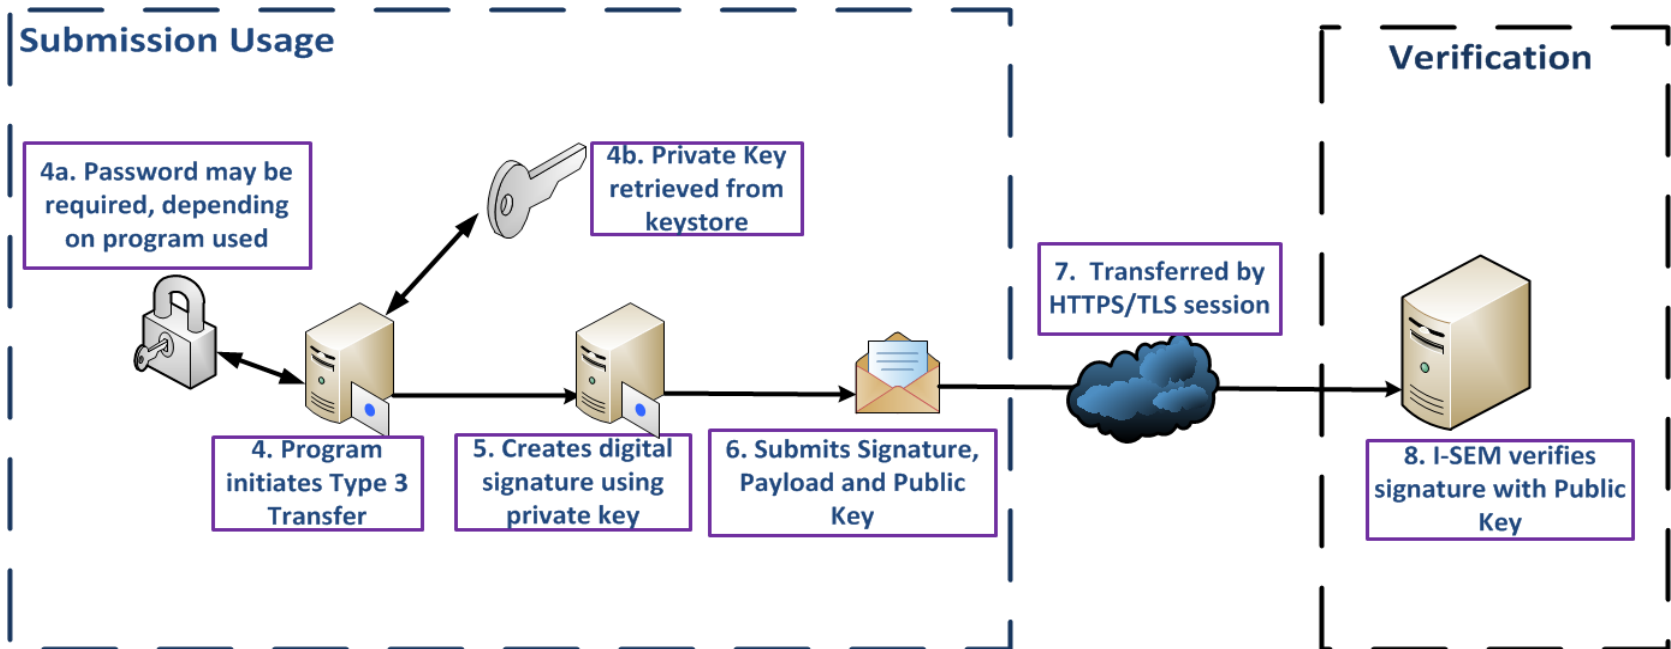 Submission Usage
Verification
4a. Password may be
required, depending
on program used
4b. Private Key
retrieved from
keystore
7.  Transferred by
HTTPS/TLS session
4. Program
initiates Type 3
Transfer
5. Creates digital
signature using
private key
6. Submits Signature,
Payload and Public
Key
8. I-SEM verifies
signature with Public
Key